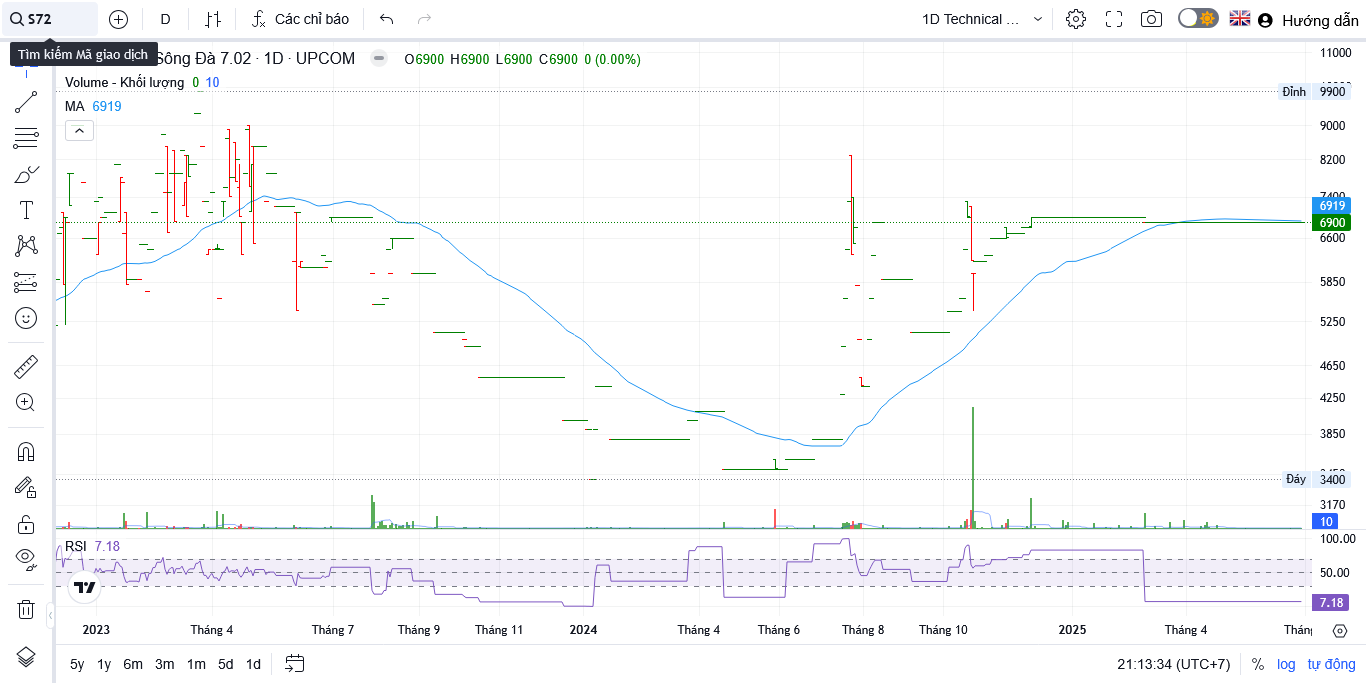 S72
D
Các chỉ báo
1D Technical ...
Hướng dẫn
Tìm kiếm Mã giao dịch
Sông Đà 7.02 · 1D · UPCOM
O6900 H6900 L6900 C6900 0 (0.00%)
Volume - Khối lượng 0 10
MA 6919
11000
Đỉnh 9900
9000
8200
7400
6919
6900
6600
5850
5250
4650
4250
3850
3450
Đáy 3400
3170
10
RSI 7.18
100.00
50.00
7.18
2023 Tháng 4 Tháng 7 Tháng 9 Tháng 11 2024 Tháng 4 Tháng 6 Tháng 8 Tháng 10 2025 Tháng 4 Tháng
5y 1y 6m 3m 1m 5d 1d
21:13:34 (UTC+7) % log tự động